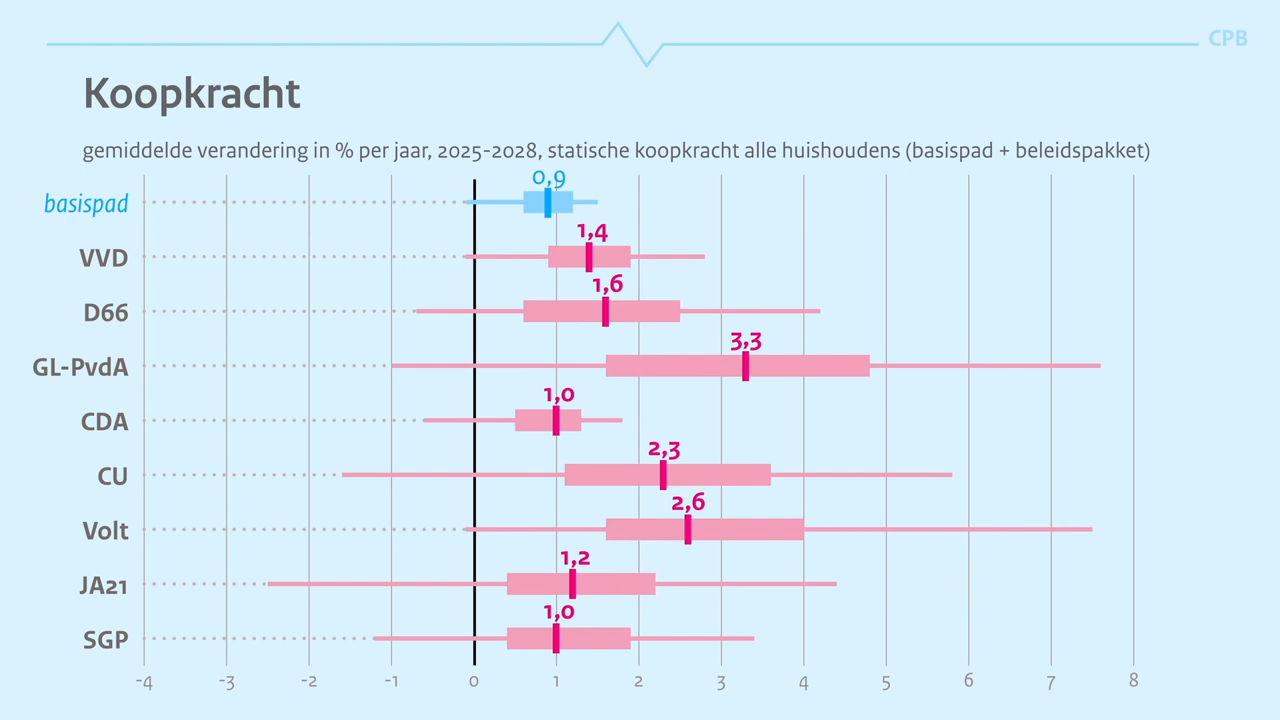 CPB
Koopkracht
gemiddelde verandering in % per jaar, 2025-2028, statische koopkracht alle huishoudens (basispad + beleidspakket)
basispad 0,9
VVD 1,4
D66 1,6
GL-PvdA 3,3
CDA 1,0
CU 2,3
Volt 2,6
JA21 1,2
SGP 1,0
-4 -3 -2 -1 0 1 2 3 4 5 6 7 8